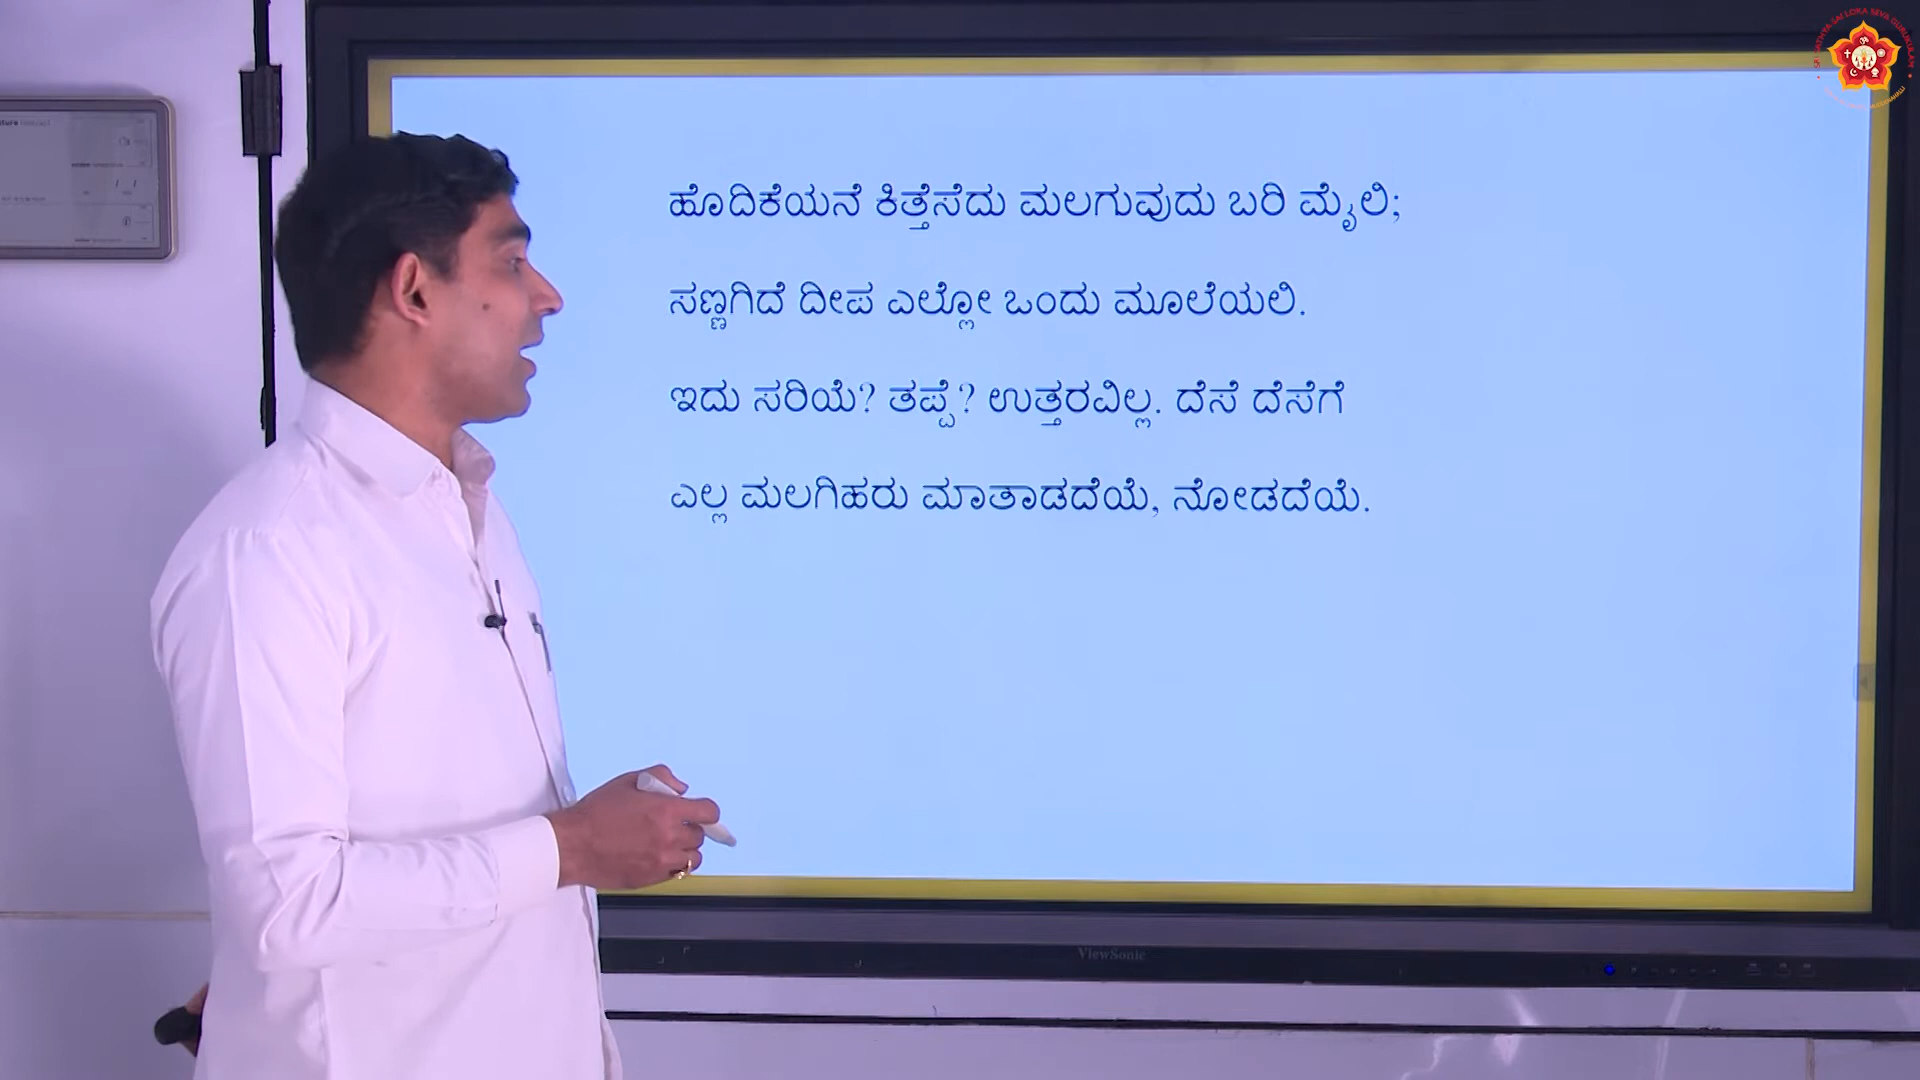 ಹೊದಿಕೆಯನೆ ಕಿತ್ತೆಸೆದು ಮಲಗುವುದು ಬರಿ ಮೈಲಿ;
ಸಣ್ಣಗಿದೆ ದೀಪ ಎಲ್ಲೋ ಒಂದು ಮೂಲೆಯಲಿ.
ಇದು ಸರಿಯೆ? ತಪ್ಪೆ? ಉತ್ತರವಿಲ್ಲ. ದೆಸೆ ದೆಸೆಗೆ
ಎಲ್ಲ ಮಲಗಿಹರು ಮಾತಾಡದೆಯೆ, ನೋಡದೆಯೆ.
ViewSonic